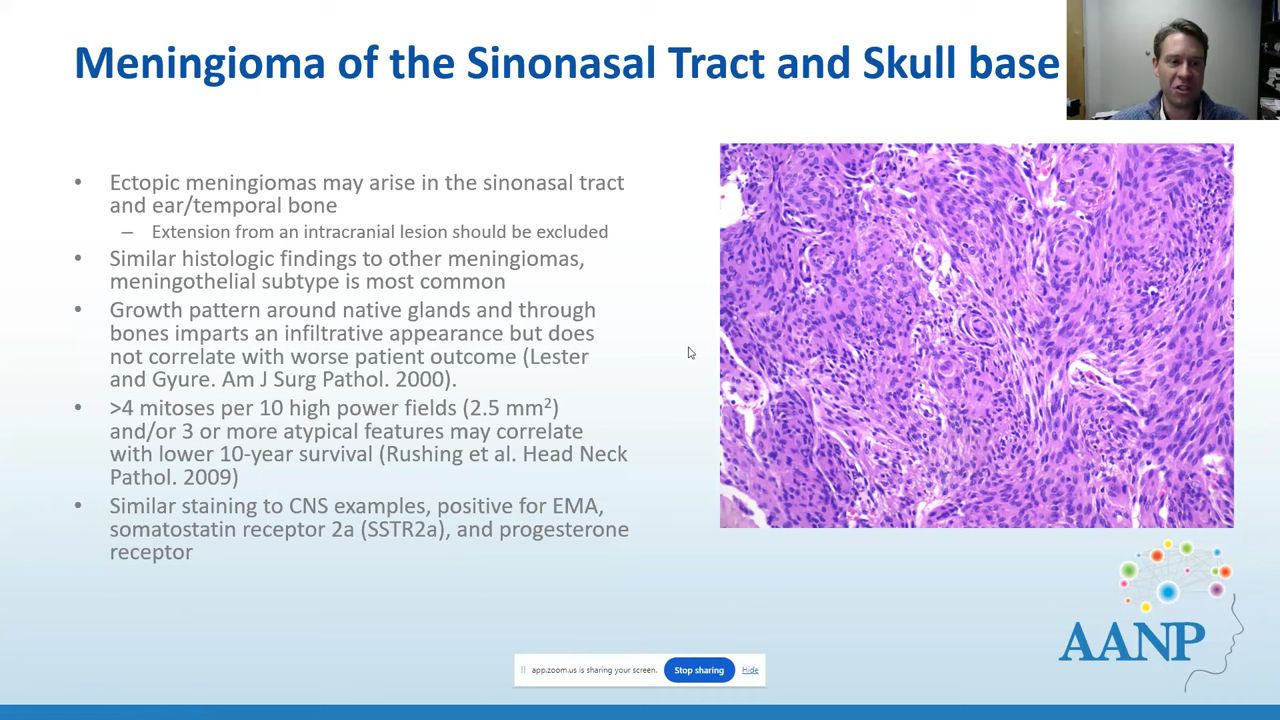 Meningioma of the Sinonasal Tract and Skull base
• Ectopic meningiomas may arise in the sinonasal tract
and ear/temporal bone
– Extension from an intracranial lesion should be excluded
• Similar histologic findings to other meningiomas,
meningothelial subtype is most common
• Growth pattern around native glands and through
bones imparts an infiltrative appearance but does
not correlate with worse patient outcome (Lester
and Gyure. Am J Surg Pathol. 2000).
• >4 mitoses per 10 high power fields (2.5 mm²)
and/or 3 or more atypical features may correlate
with lower 10-year survival (Rushing et al. Head Neck
Pathol. 2009)
• Similar staining to CNS examples, positive for EMA,
somatostatin receptor 2a (SSTR2a), and progesterone
receptor
AANP
app.zoom.us is sharing your screen. Stop sharing Hide